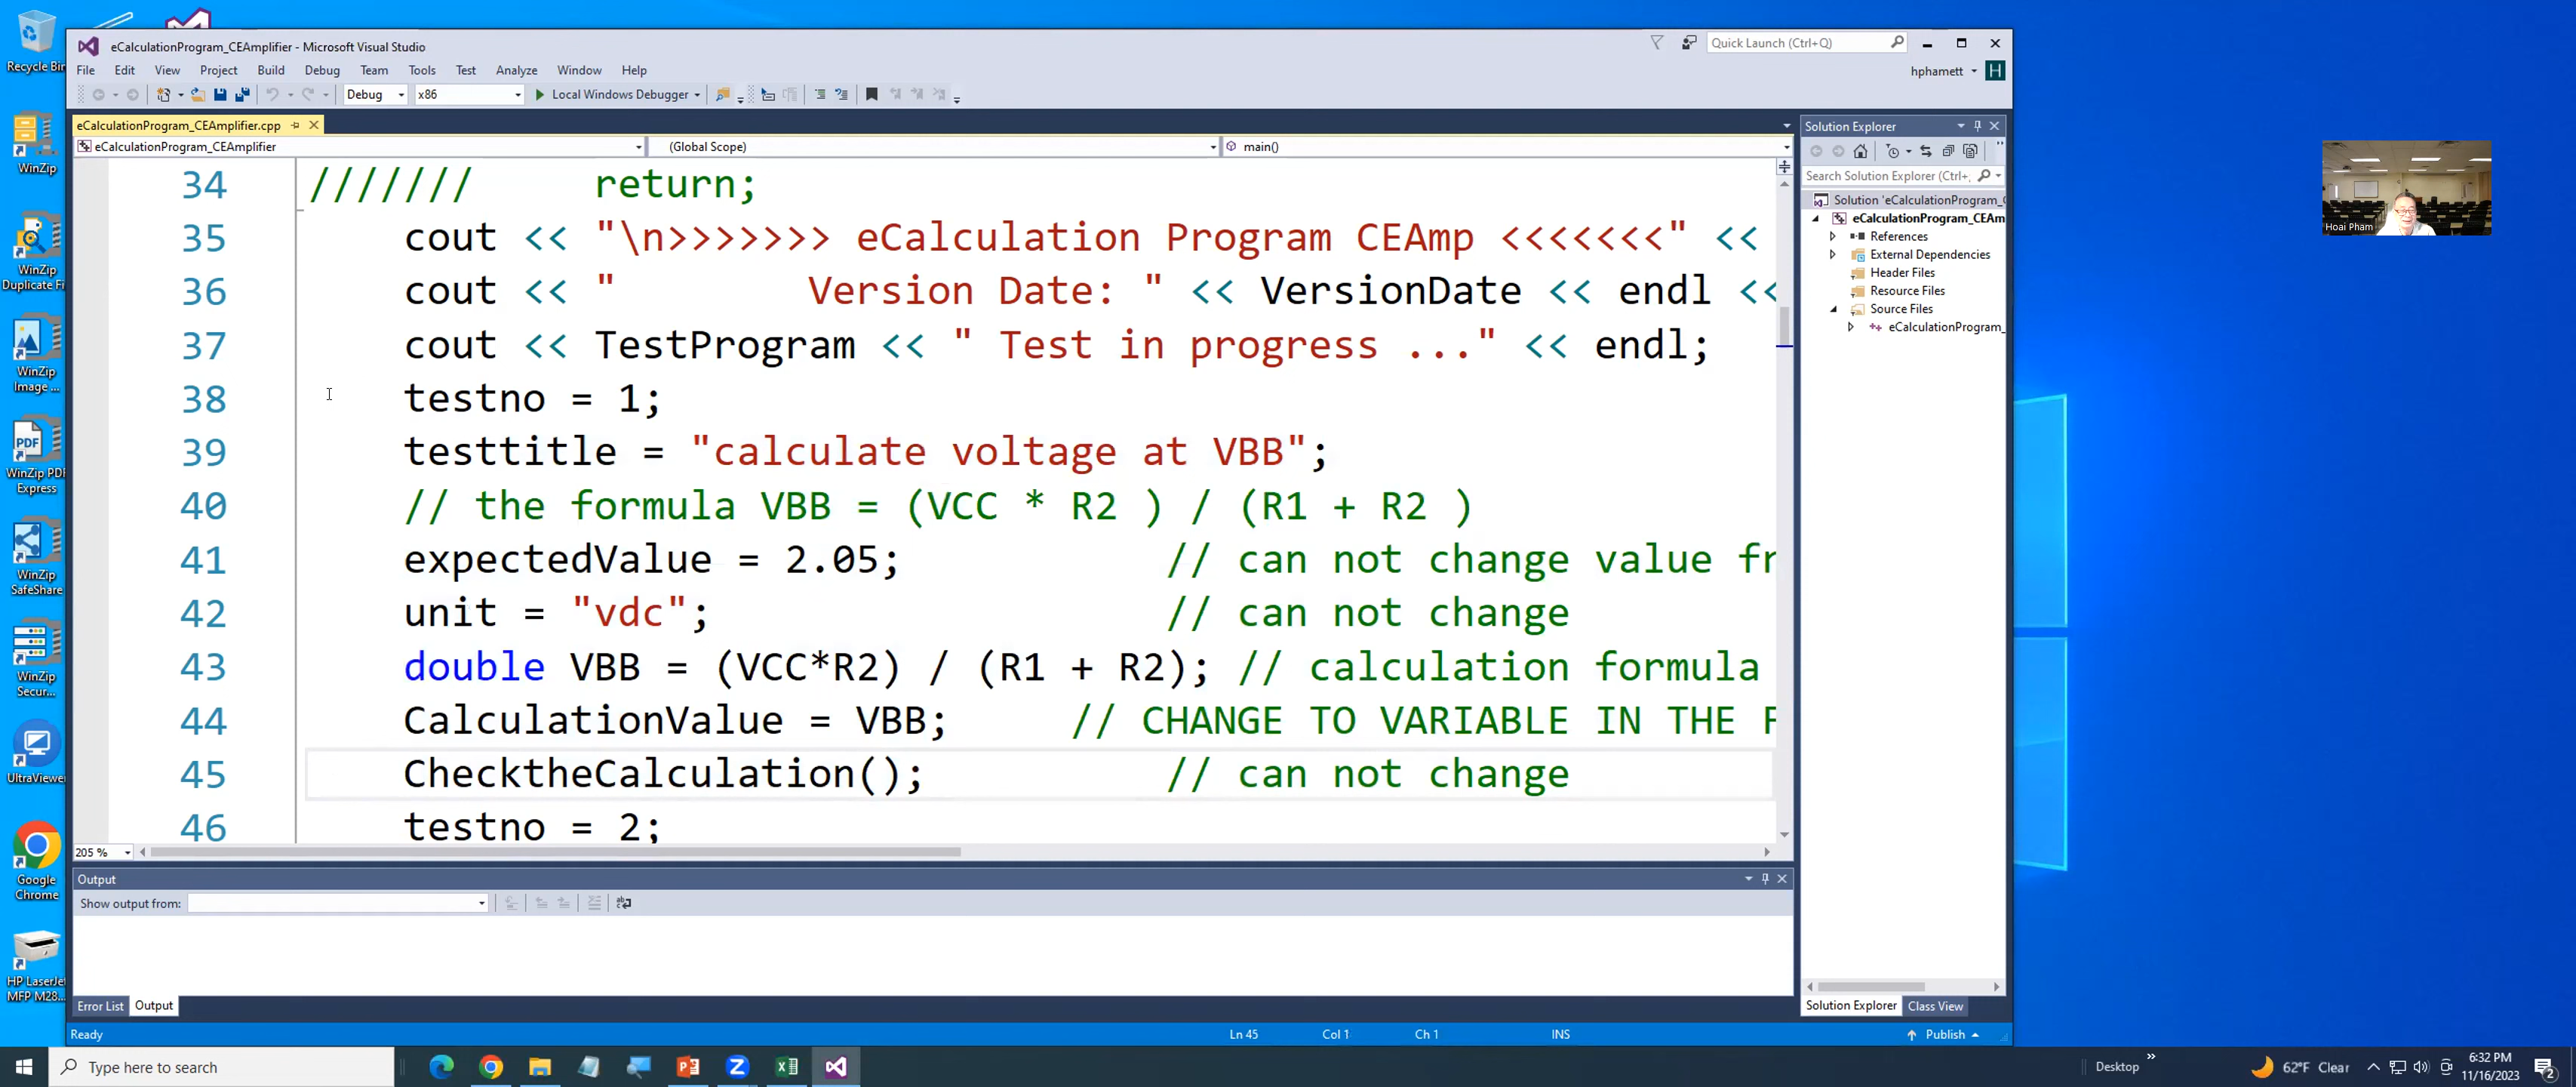 Recycle Bin
WinZip
WinZip
Duplicate Fi
WinZip
Image ...
WinZip PDF
Express
WinZip
SafeShare
WinZip
Secur...
UltraViewer
Google
Chrome
HP LaserJet
MFP M28...
eCalculationProgram_CEAmplifier - Microsoft Visual Studio
Quick Launch (Ctrl+Q)
File Edit View Project Build Debug Team Tools Test Analyze Window Help
hphamett H
Debug x86 Local Windows Debugger
eCalculationProgram_CEAmplifier.cpp
eCalculationProgram_CEAmplifier (Global Scope) main()
34 /////// return;
35 cout << "\n>>>>>>> eCalculation Program CEAmp <<<<<<<" <<
36 cout << " Version Date: " << VersionDate << endl <<
37 cout << TestProgram << " Test in progress ..." << endl;
38 testno = 1;
39 testtitle = "calculate voltage at VBB";
40 // the formula VBB = (VCC * R2 ) / (R1 + R2 )
41 expectedValue = 2.05; // can not change value fr
42 unit = "vdc"; // can not change
43 double VBB = (VCC*R2) / (R1 + R2); // calculation formula
44 CalculationValue = VBB; // CHANGE TO VARIABLE IN THE F
45 ChecktheCalculation(); // can not change
46 testno = 2;
205 %
Output
Show output from:
Error List Output
Solution Explorer
Search Solution Explorer (Ctrl+;
Solution 'eCalculationProgram_C
eCalculationProgram_CEAm
References
External Dependencies
Header Files
Resource Files
Source Files
eCalculationProgram_
Solution Explorer Class View
Ready Ln 45 Col 1 Ch 1 INS Publish
Hoai Pham
Type here to search
Desktop
62°F Clear
6:32 PM
11/16/2023
2